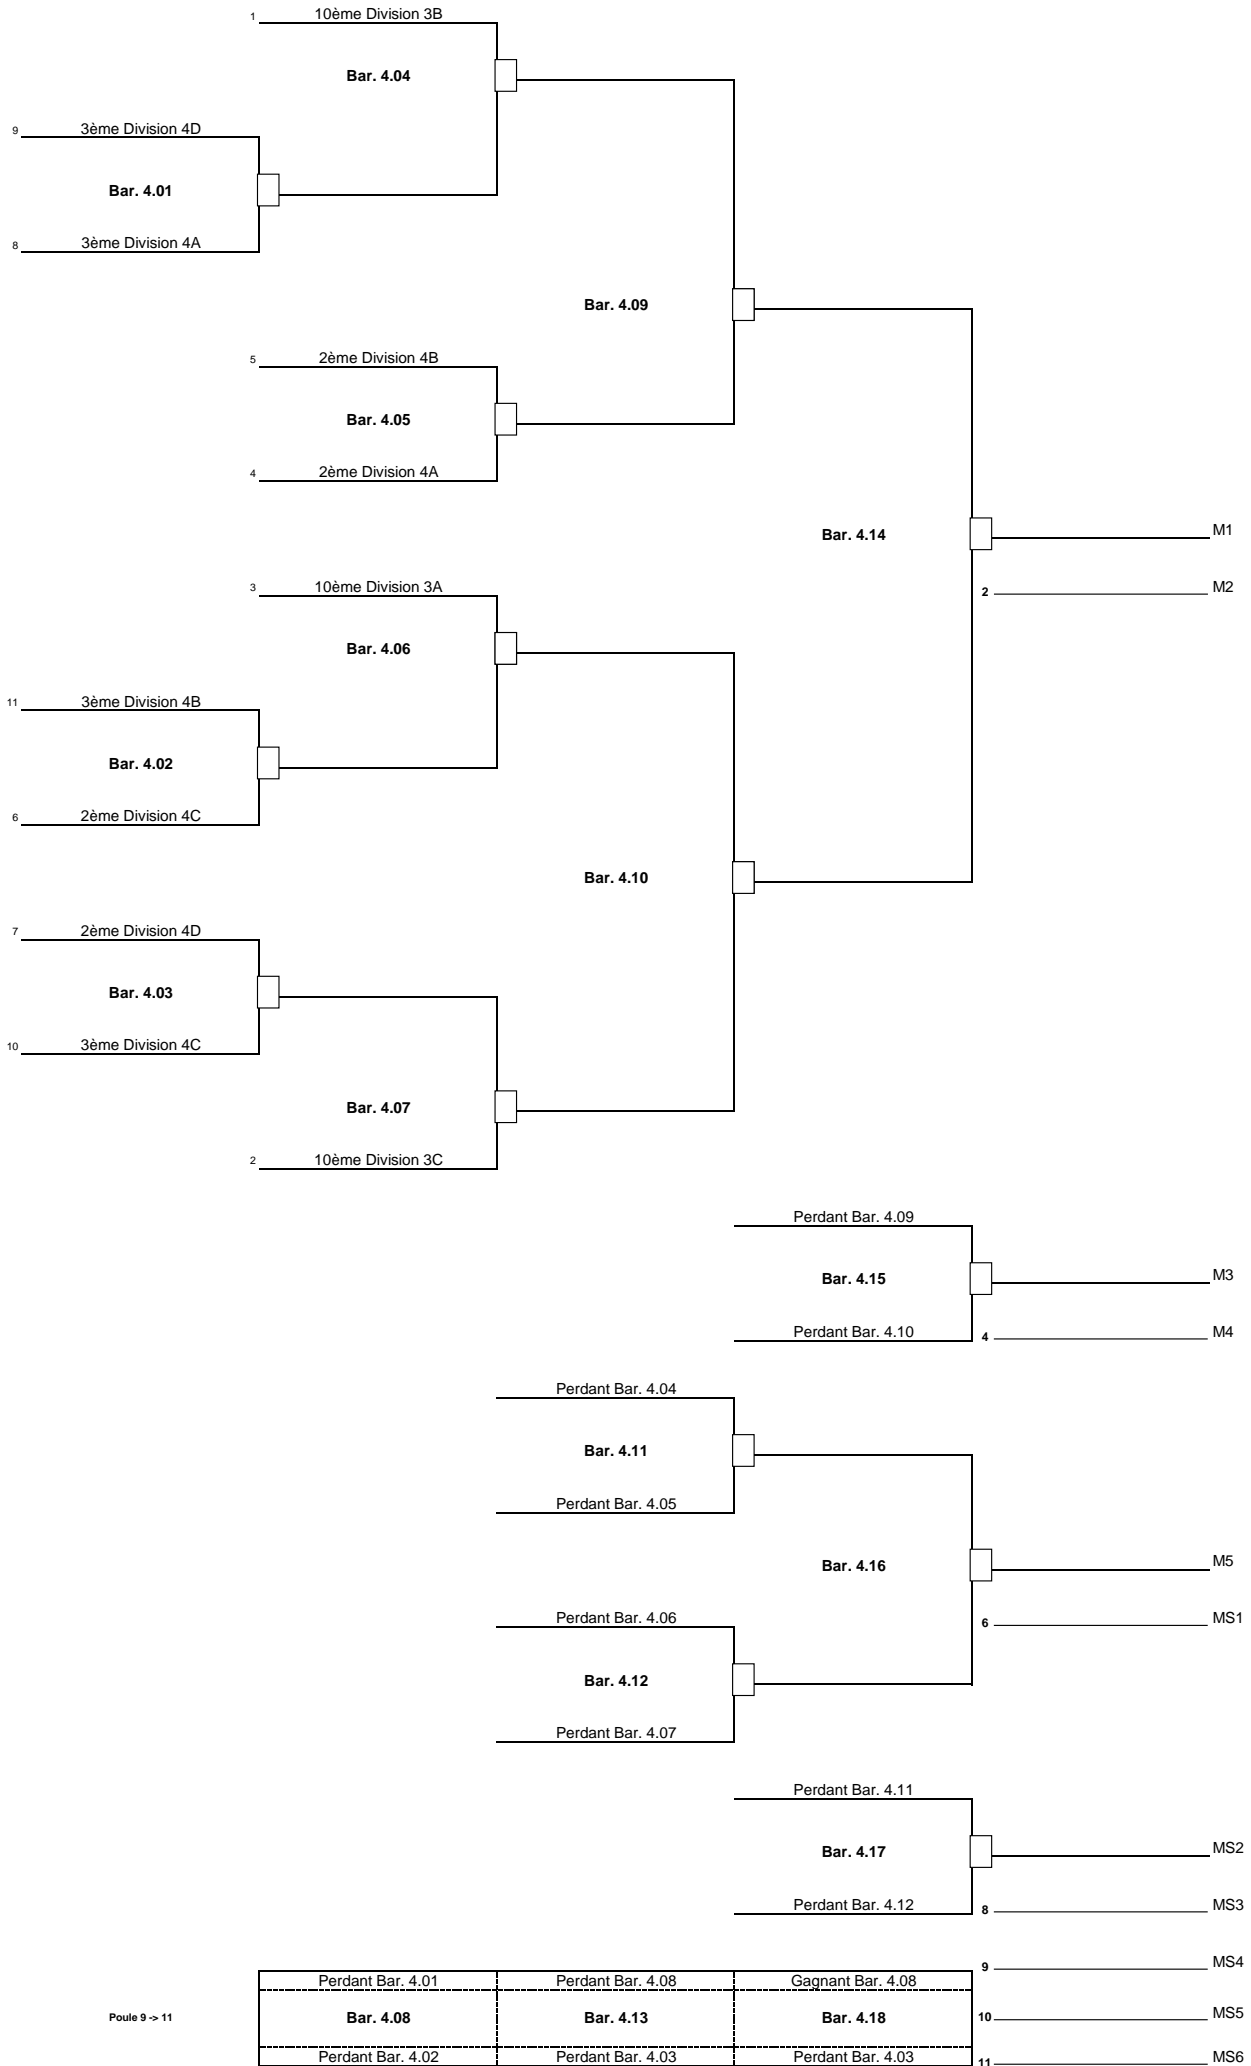 1 10ème Division 3B
Bar. 4.04
9 3ème Division 4D
Bar. 4.01
8 3ème Division 4A
Bar. 4.09
5 2ème Division 4B
Bar. 4.05
4 2ème Division 4A
Bar. 4.14
M1
3 10ème Division 3A
2 M2
Bar. 4.06
11 3ème Division 4B
Bar. 4.02
6 2ème Division 4C
Bar. 4.10
7 2ème Division 4D
Bar. 4.03
10 3ème Division 4C
Bar. 4.07
2 10ème Division 3C
Perdant Bar. 4.09
Bar. 4.15
M3
Perdant Bar. 4.10
4 M4
Perdant Bar. 4.04
Bar. 4.11
Perdant Bar. 4.05
Bar. 4.16
M5
Perdant Bar. 4.06
6 MS1
Bar. 4.12
Perdant Bar. 4.07
Perdant Bar. 4.11
Bar. 4.17
MS2
Perdant Bar. 4.12
8 MS3
9 MS4
Perdant Bar. 4.01 Perdant Bar. 4.08 Gagnant Bar. 4.08
Poule 9 -> 11 Bar. 4.08 Bar. 4.13 Bar. 4.18 10 MS5
Perdant Bar. 4.02 Perdant Bar. 4.03 Perdant Bar. 4.03 11 MS6